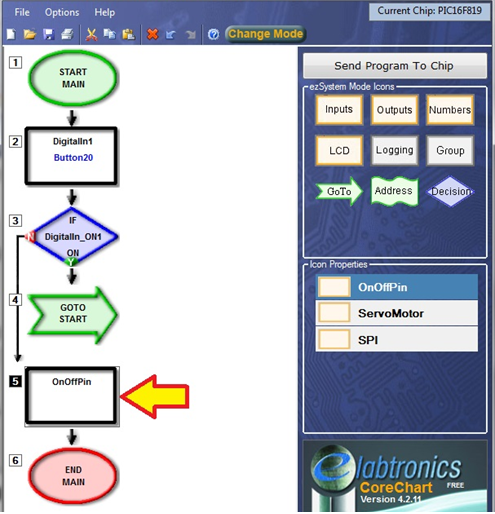 File Options Help
Current Chip: PIC16F819
Change Mode
1
START
MAIN
2
DigitalIn1
Button20
3
IF
DigitalIn_ON1
ON
N
Y
4
GOTO
START
5
OnOffPin
6
END
MAIN
Send Program To Chip
ezSystem Mode Icons
Inputs Outputs Numbers
LCD Logging Group
GoTo Address Decision
Icon Properties
OnOffPin
ServoMotor
SPI
elabtronics
CoreChart FREE
Version 4.2.11